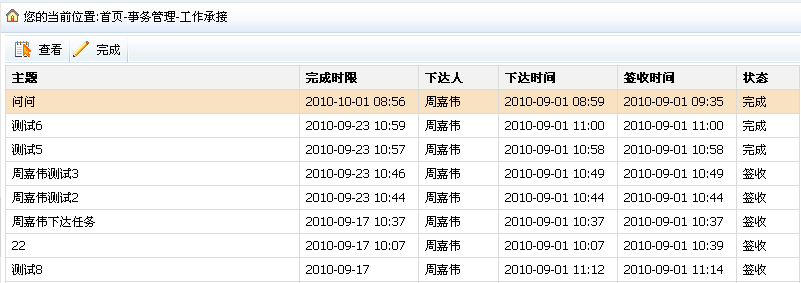 您的当前位置:首页-事务管理-工作承接
查看 完成
主题 完成时限 下达人 下达时间 签收时间 状态
问问 2010-10-01 08:56 周嘉伟 2010-09-01 08:59 2010-09-01 09:35 完成
测试6 2010-09-23 10:59 周嘉伟 2010-09-01 11:00 2010-09-01 11:00 完成
测试5 2010-09-23 10:57 周嘉伟 2010-09-01 10:58 2010-09-01 10:58 完成
周嘉伟测试3 2010-09-23 10:46 周嘉伟 2010-09-01 10:49 2010-09-01 10:49 签收
周嘉伟测试2 2010-09-23 10:44 周嘉伟 2010-09-01 10:44 2010-09-01 10:44 签收
周嘉伟下达任务 2010-09-17 10:37 周嘉伟 2010-09-01 10:37 2010-09-01 10:37 签收
22 2010-09-17 10:07 周嘉伟 2010-09-01 10:07 2010-09-01 10:39 签收
测试8 2010-09-17 周嘉伟 2010-09-01 11:12 2010-09-01 11:14 签收